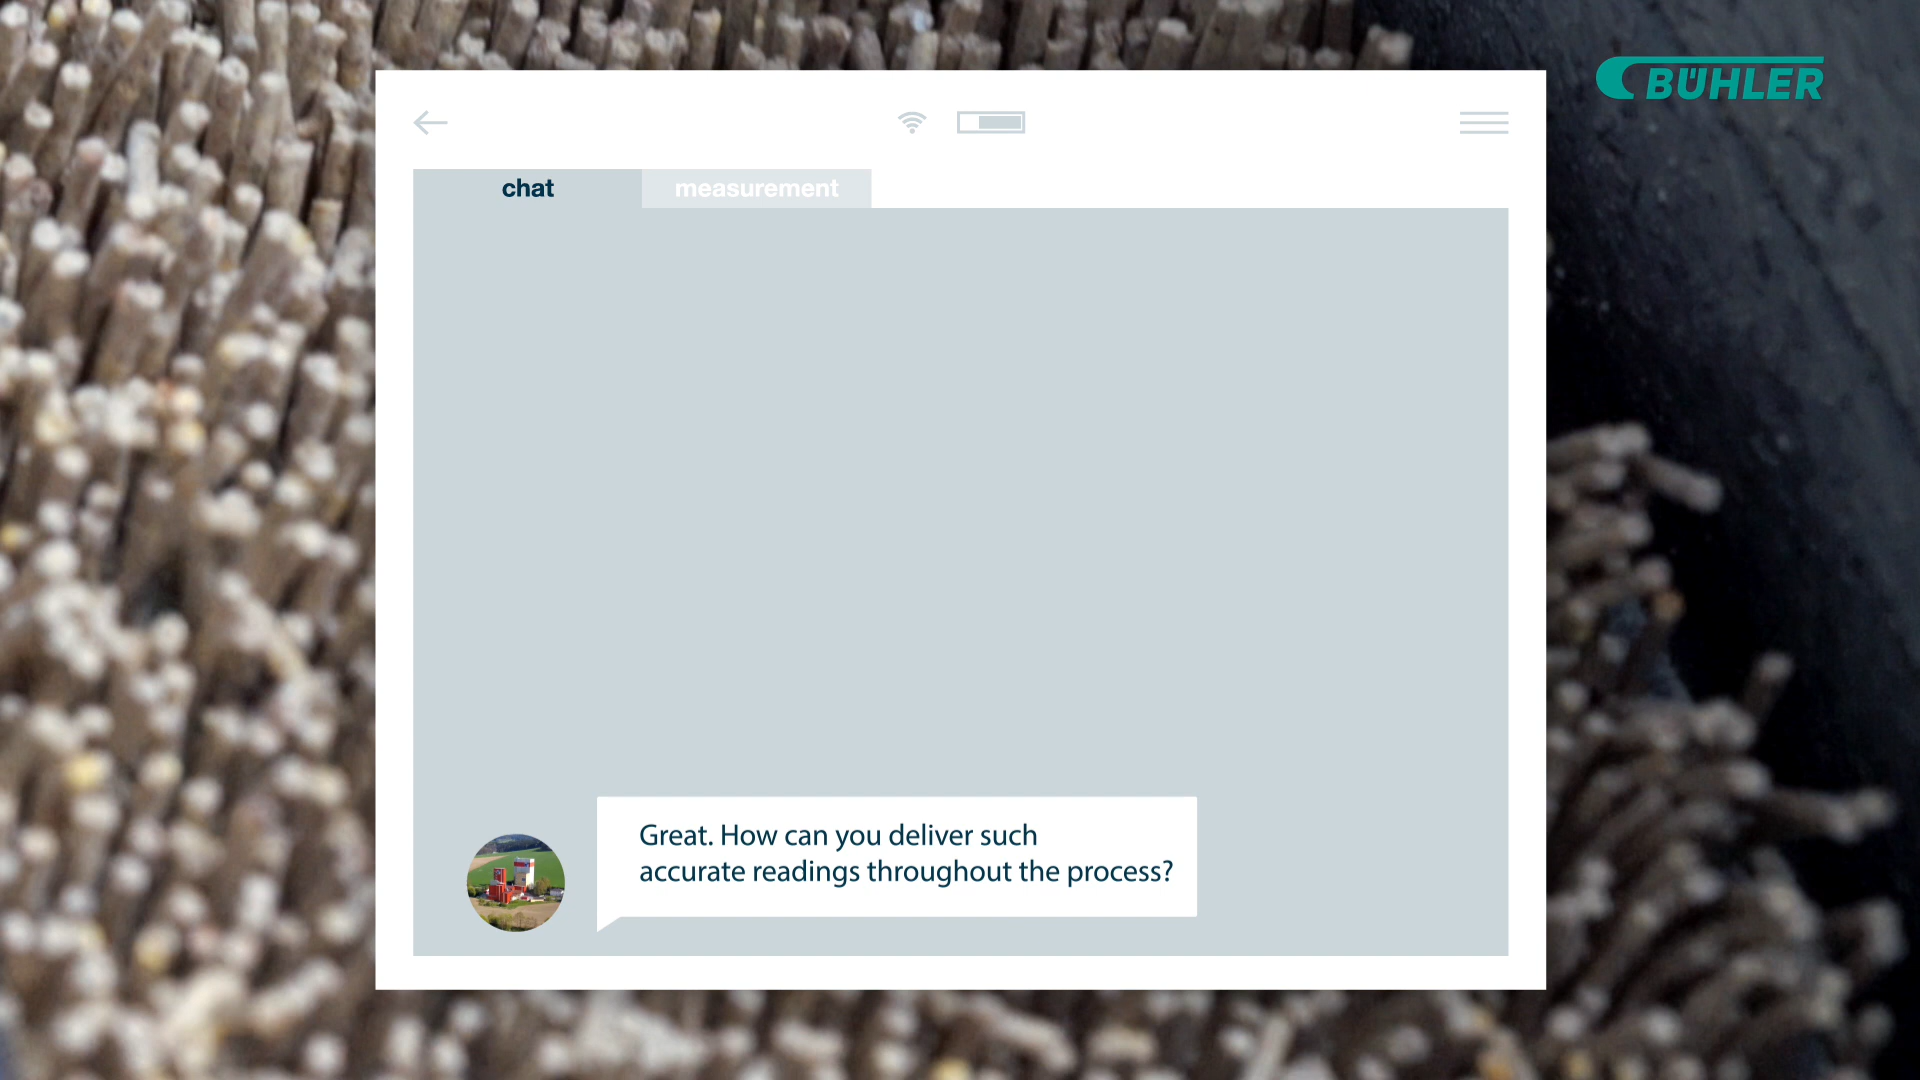 BÜHLER
chat
measurement
Great. How can you deliver such
accurate readings throughout the process?